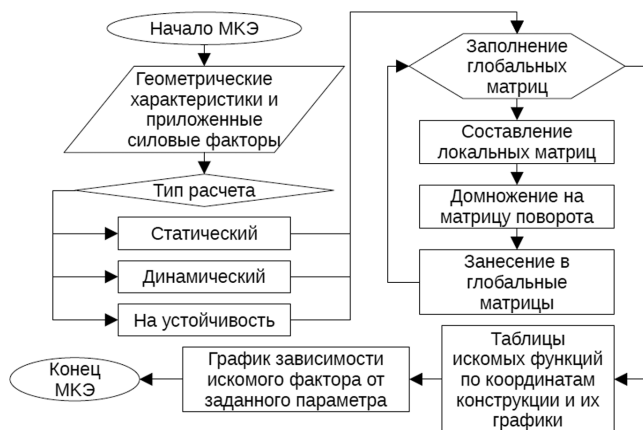 Начало МКЭ
Геометрические
характеристики и
приложенные
силовые факторы
Тип расчета
Статический
Динамический
На устойчивость
Заполнение
глобальных
матриц
Составление
локальных матриц
Домножение на
матрицу поворота
Занесение в
глобальные
матрицы
Таблицы
искомых функций
по координатам
конструкции и их
графики
График зависимости
искомого фактора от
заданного параметра
Конец
МКЭ